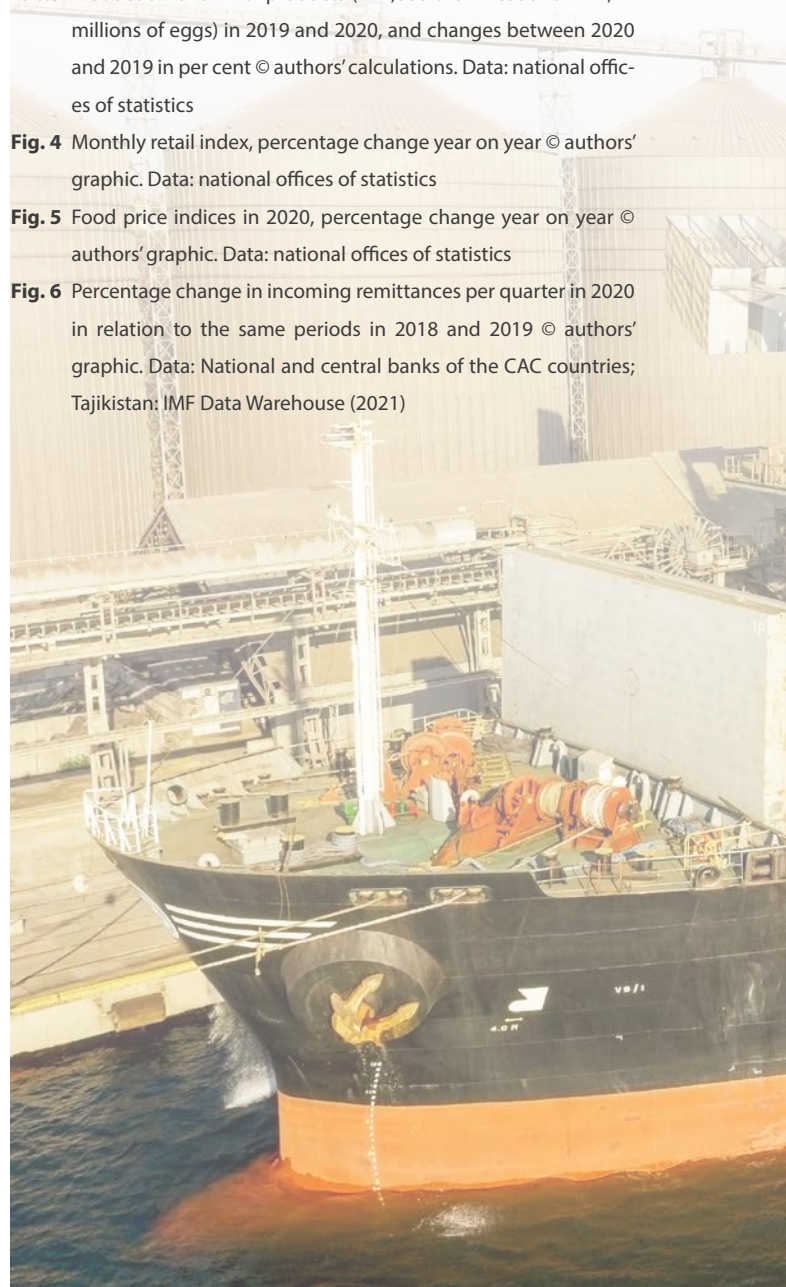 millions of eggs) in 2019 and 2020, and changes between 2020
and 2019 in per cent © authors’ calculations. Data: national offic-
es of statistics
Fig. 4 Monthly retail index, percentage change year on year © authors’
graphic. Data: national offices of statistics
Fig. 5 Food price indices in 2020, percentage change year on year ©
authors’ graphic. Data: national offices of statistics
Fig. 6 Percentage change in incoming remittances per quarter in 2020
in relation to the same periods in 2018 and 2019 © authors’
graphic. Data: National and central banks of the CAC countries;
Tajikistan: IMF Data Warehouse (2021)
4.0 M